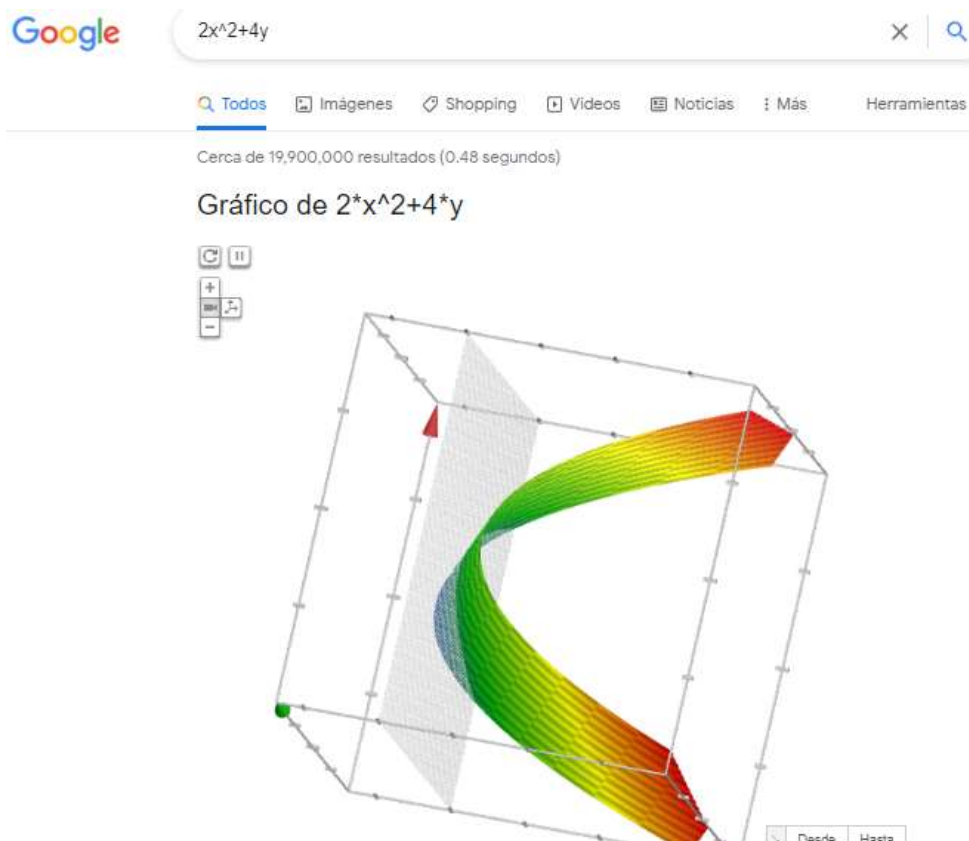 Google
2x^2+4y
Todos Imágenes Shopping Videos Noticias Más Herramientas
Cerca de 19,900,000 resultados (0.48 segundos)
Gráfico de 2*x^2+4*y
Desde Hasta